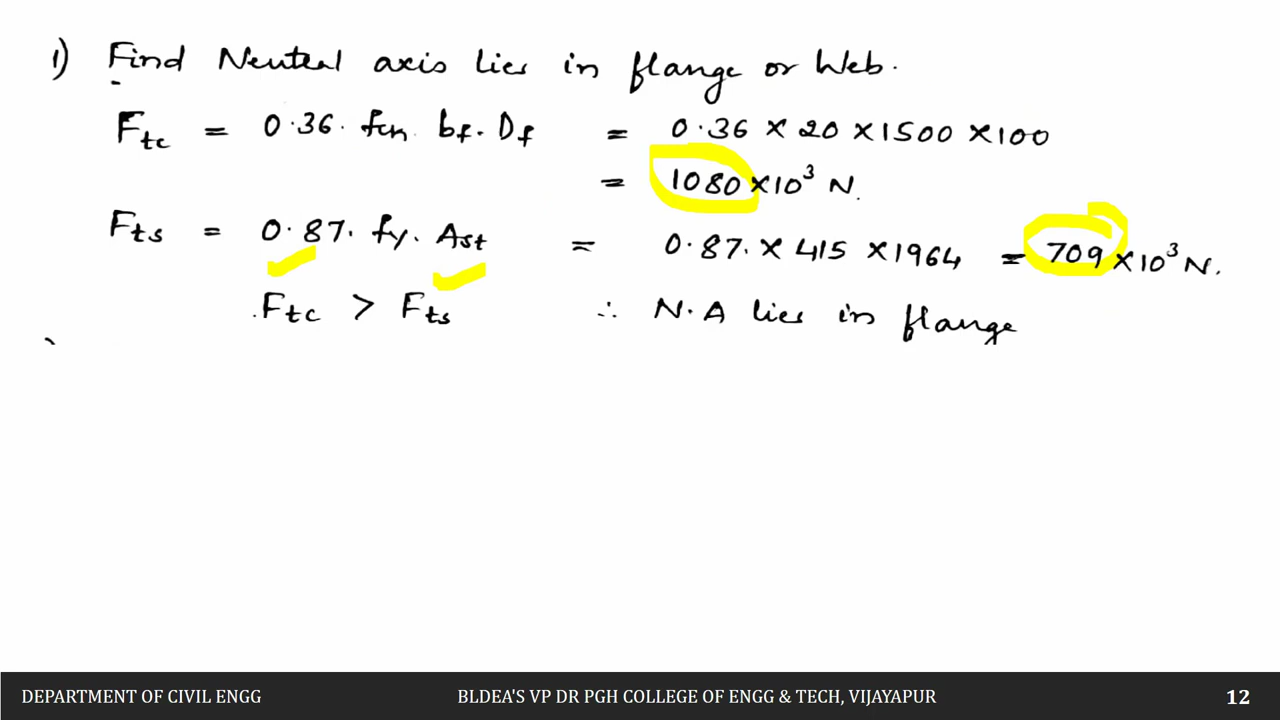 1) Find Neutral axis lies in flange or Web.
Ftc = 0.36. fck bf. Df = 0.36 × 20 × 1500 × 100
= 1080 × 10³ N.
Fts = 0.87. fy. Ast = 0.87. × 415 × 1964 = 709 × 10³ N.
Ftc > Fts ∴ N.A lies in flange
DEPARTMENT OF CIVIL ENGG BLDEA'S VP DR PGH COLLEGE OF ENGG & TECH, VIJAYAPUR 12